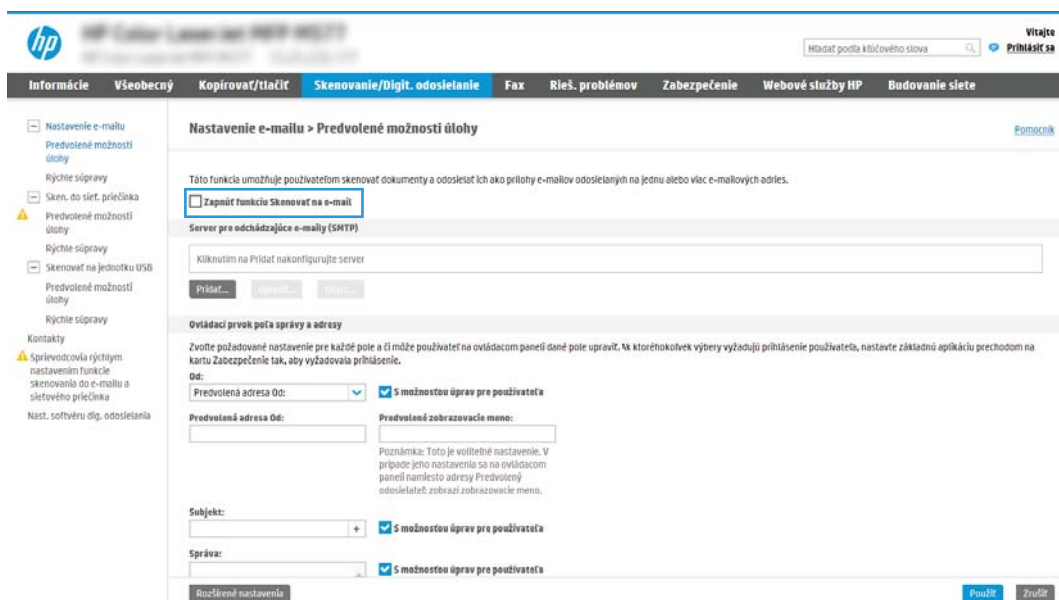 hp
Vitajte
Hľadať podľa kľúčového slova
Prihlásiť sa
Informácie Všeobecný Kopírovať/tlačiť Skenovanie/Digit. odosielanie Fax Rieš. problémov Zabezpečenie Webové služby HP Budovanie siete
Nastavenie e-mailu
Predvolené možnosti
úlohy
Rýchle súpravy
Sken. do sieť. priečinka
Predvolené možnosti
úlohy
Rýchle súpravy
Skenovať na jednotku USB
Predvolené možnosti
úlohy
Rýchle súpravy
Kontakty
Sprievodcovia rýchlym
nastavením funkcie
skenovania do e-mailu a
sieťového priečinka
Nast. softvéru dig. odosielania
Nastavenie e-mailu > Predvolené možnosti úlohy
Pomocník
Táto funkcia umožňuje používateľom skenovať dokumenty a odosielať ich ako prílohy e-mailov odosielaných na jednu alebo viac e-mailových adries.
Zapnúť funkciu Skenovať na e-mail
Server pre odchádzajúce e-maily (SMTP)
Kliknutím na Pridať nakonfigurujte server
Pridať...
Ovládací prvok poľa správy a adresy
Zvoľte požadované nastavenie pre každé pole a či môže používateľ na ovládacom paneli dané pole upraviť. Ak ktoréhokoľvek výbery vyžadujú prihlásenie používateľa, nastavte základnú aplikáciu prechodom na
kartu Zabezpečenie tak, aby vyžadovala prihlásenie.
Od:
Predvolená adresa Od: S možnosťou úprav pre používateľa
Predvolená adresa Od: Predvolené zobrazovacie meno:
Poznámka: Toto je voliteľné nastavenie. V
prípade jeho nastavenia sa na ovládacom
paneli namiesto adresy Predvolený
odosielateľ: zobrazí zobrazovacie meno.
Subjekt:
+ S možnosťou úprav pre používateľa
Správa:
S možnosťou úprav pre používateľa
Rozšírené nastavenia Použiť Zrušiť